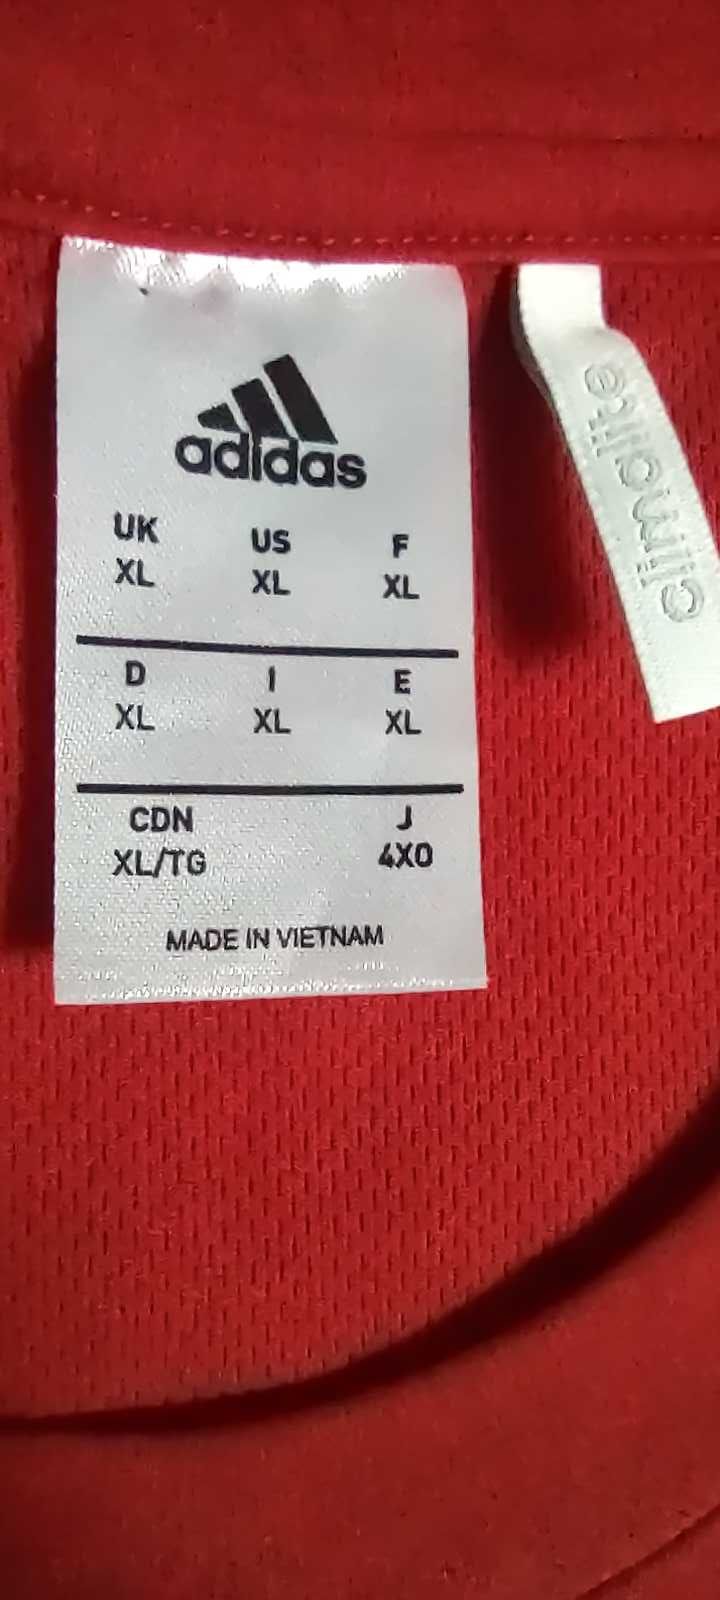 adidas
UK US F
XL XL XL
D I E
XL XL XL
CDN J
XL/TG 4XO
MADE IN VIETNAM
climalite